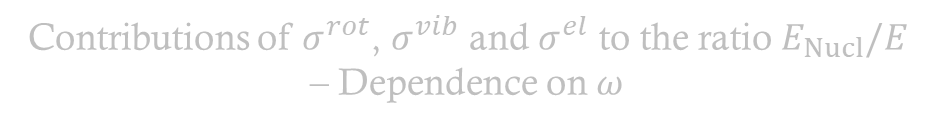 Contributions of σ^rot, σ^vib and σ^el to the ratio E_Nucl/E
– Dependence on ω